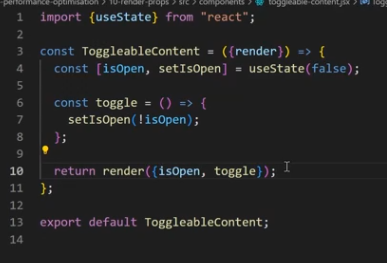 -performance-optimisation > 10-render-props > src > components > toggleable-content.jsx >
1 import {useState} from "react";
2
3 const ToggleableContent = ({render}) => {
4 const [isOpen, setIsOpen] = useState(false);
5
6 const toggle = () => {
7 setIsOpen(!isOpen);
8 };
9
10 return render({isOpen, toggle});
11 };
12
13 export default ToggleableContent;
14